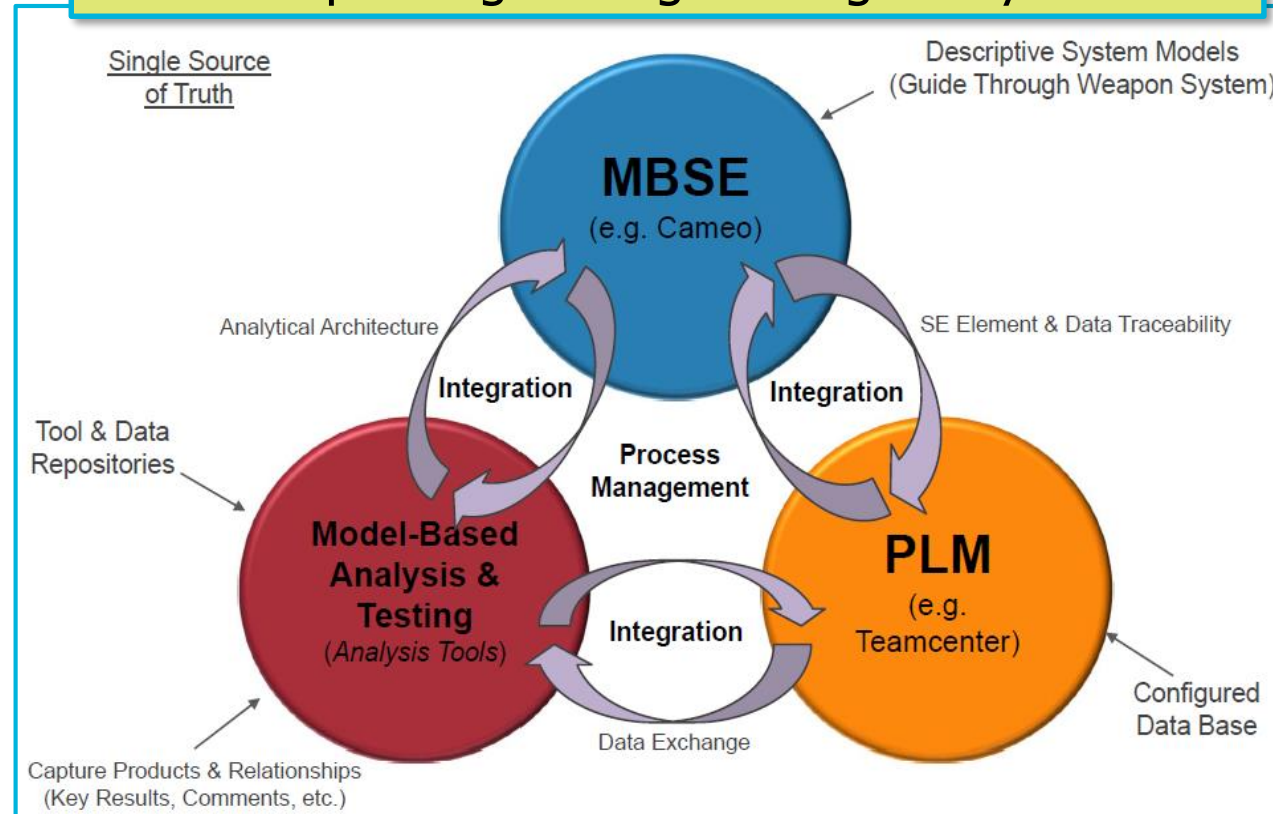 Single Source
of Truth
Descriptive System Models
(Guide Through Weapon System)
MBSE
(e.g. Cameo)
Analytical Architecture
SE Element & Data Traceability
Integration
Integration
Tool & Data
Repositories
Process
Management
Model-Based
Analysis &
Testing
(Analysis Tools)
PLM
(e.g.
Teamcenter)
Integration
Configured
Data Base
Data Exchange
Capture Products & Relationships
(Key Results, Comments, etc.)